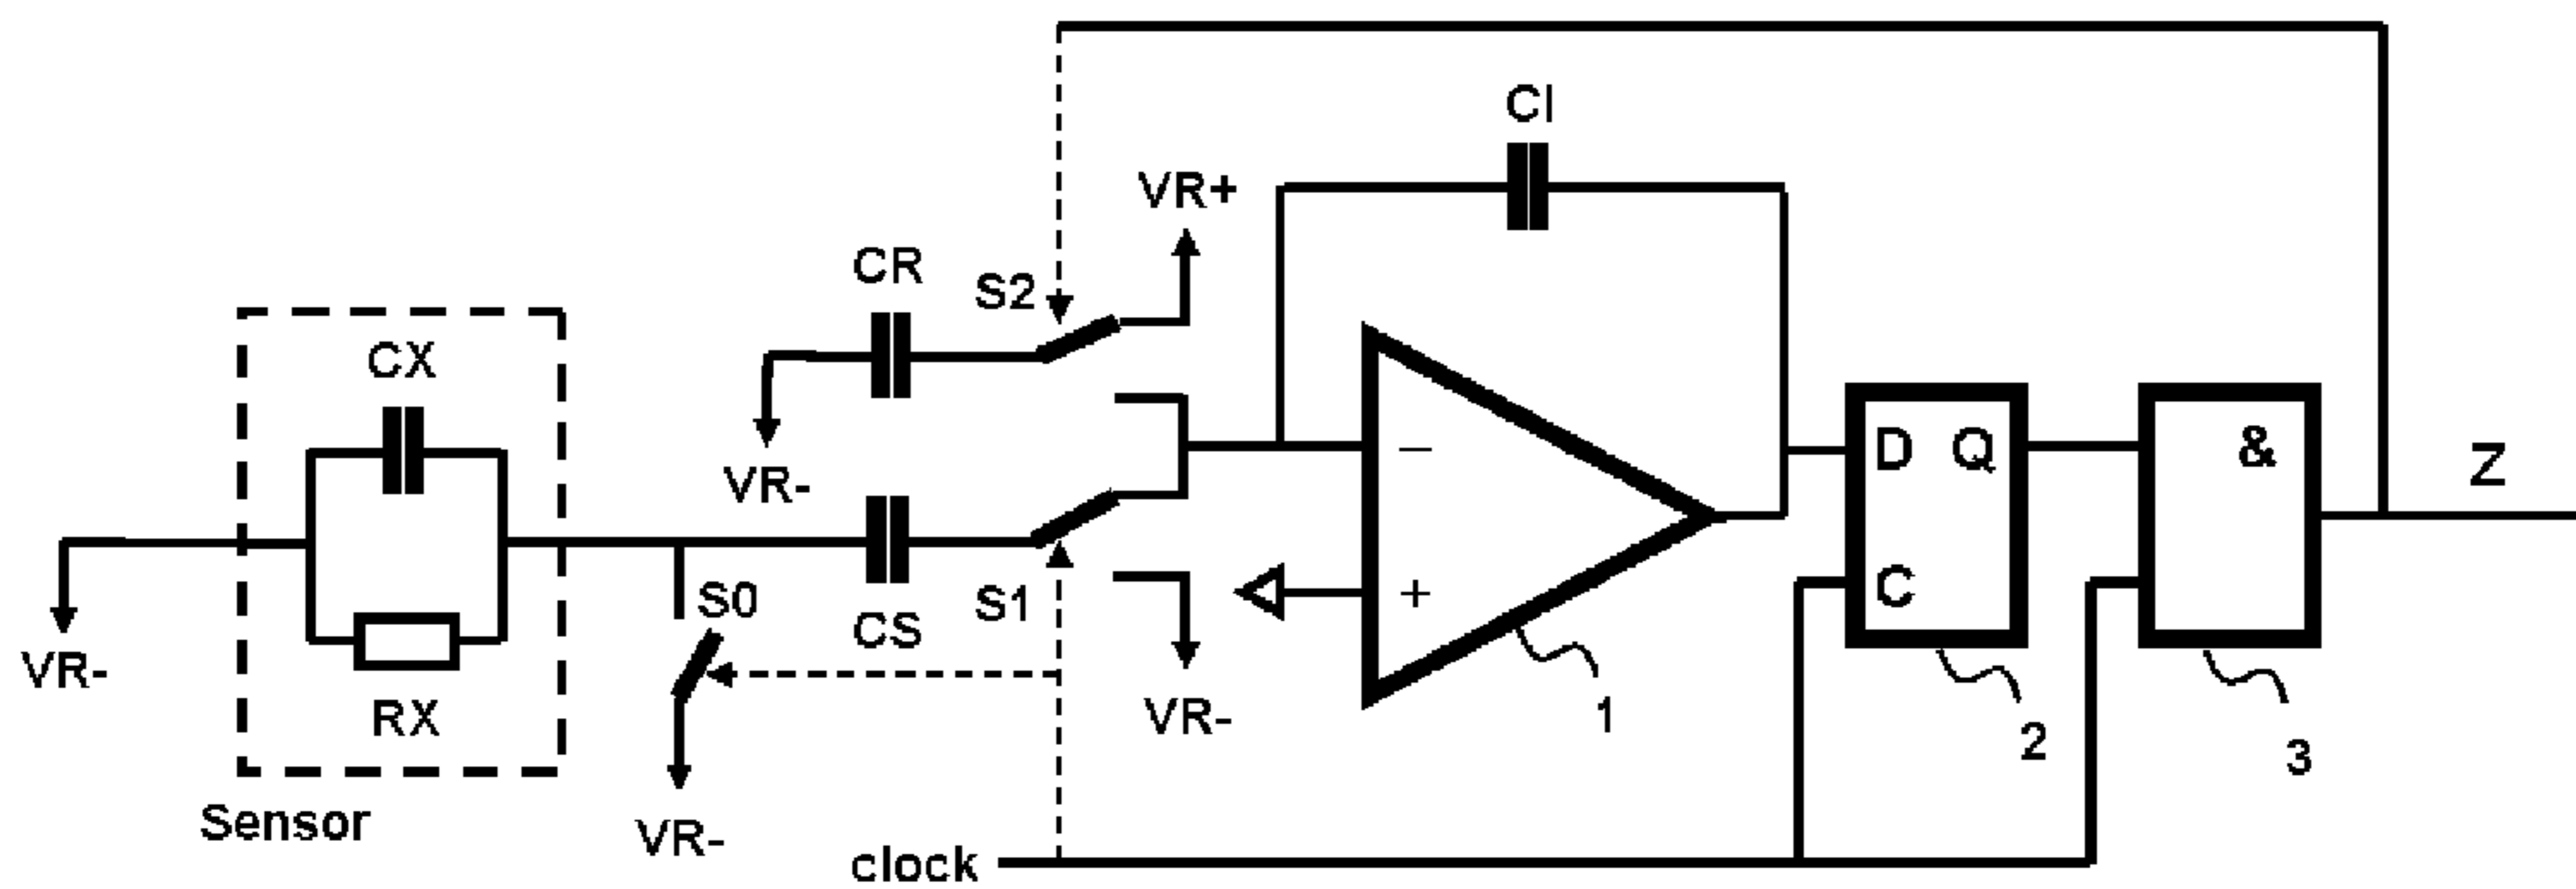 CI
VR+
CR
S2
CX
VR-
− 
D Q
&
Z
S0
S1
CS
+
C
VR-
RX
VR-
1
2
3
Sensor
VR-
clock